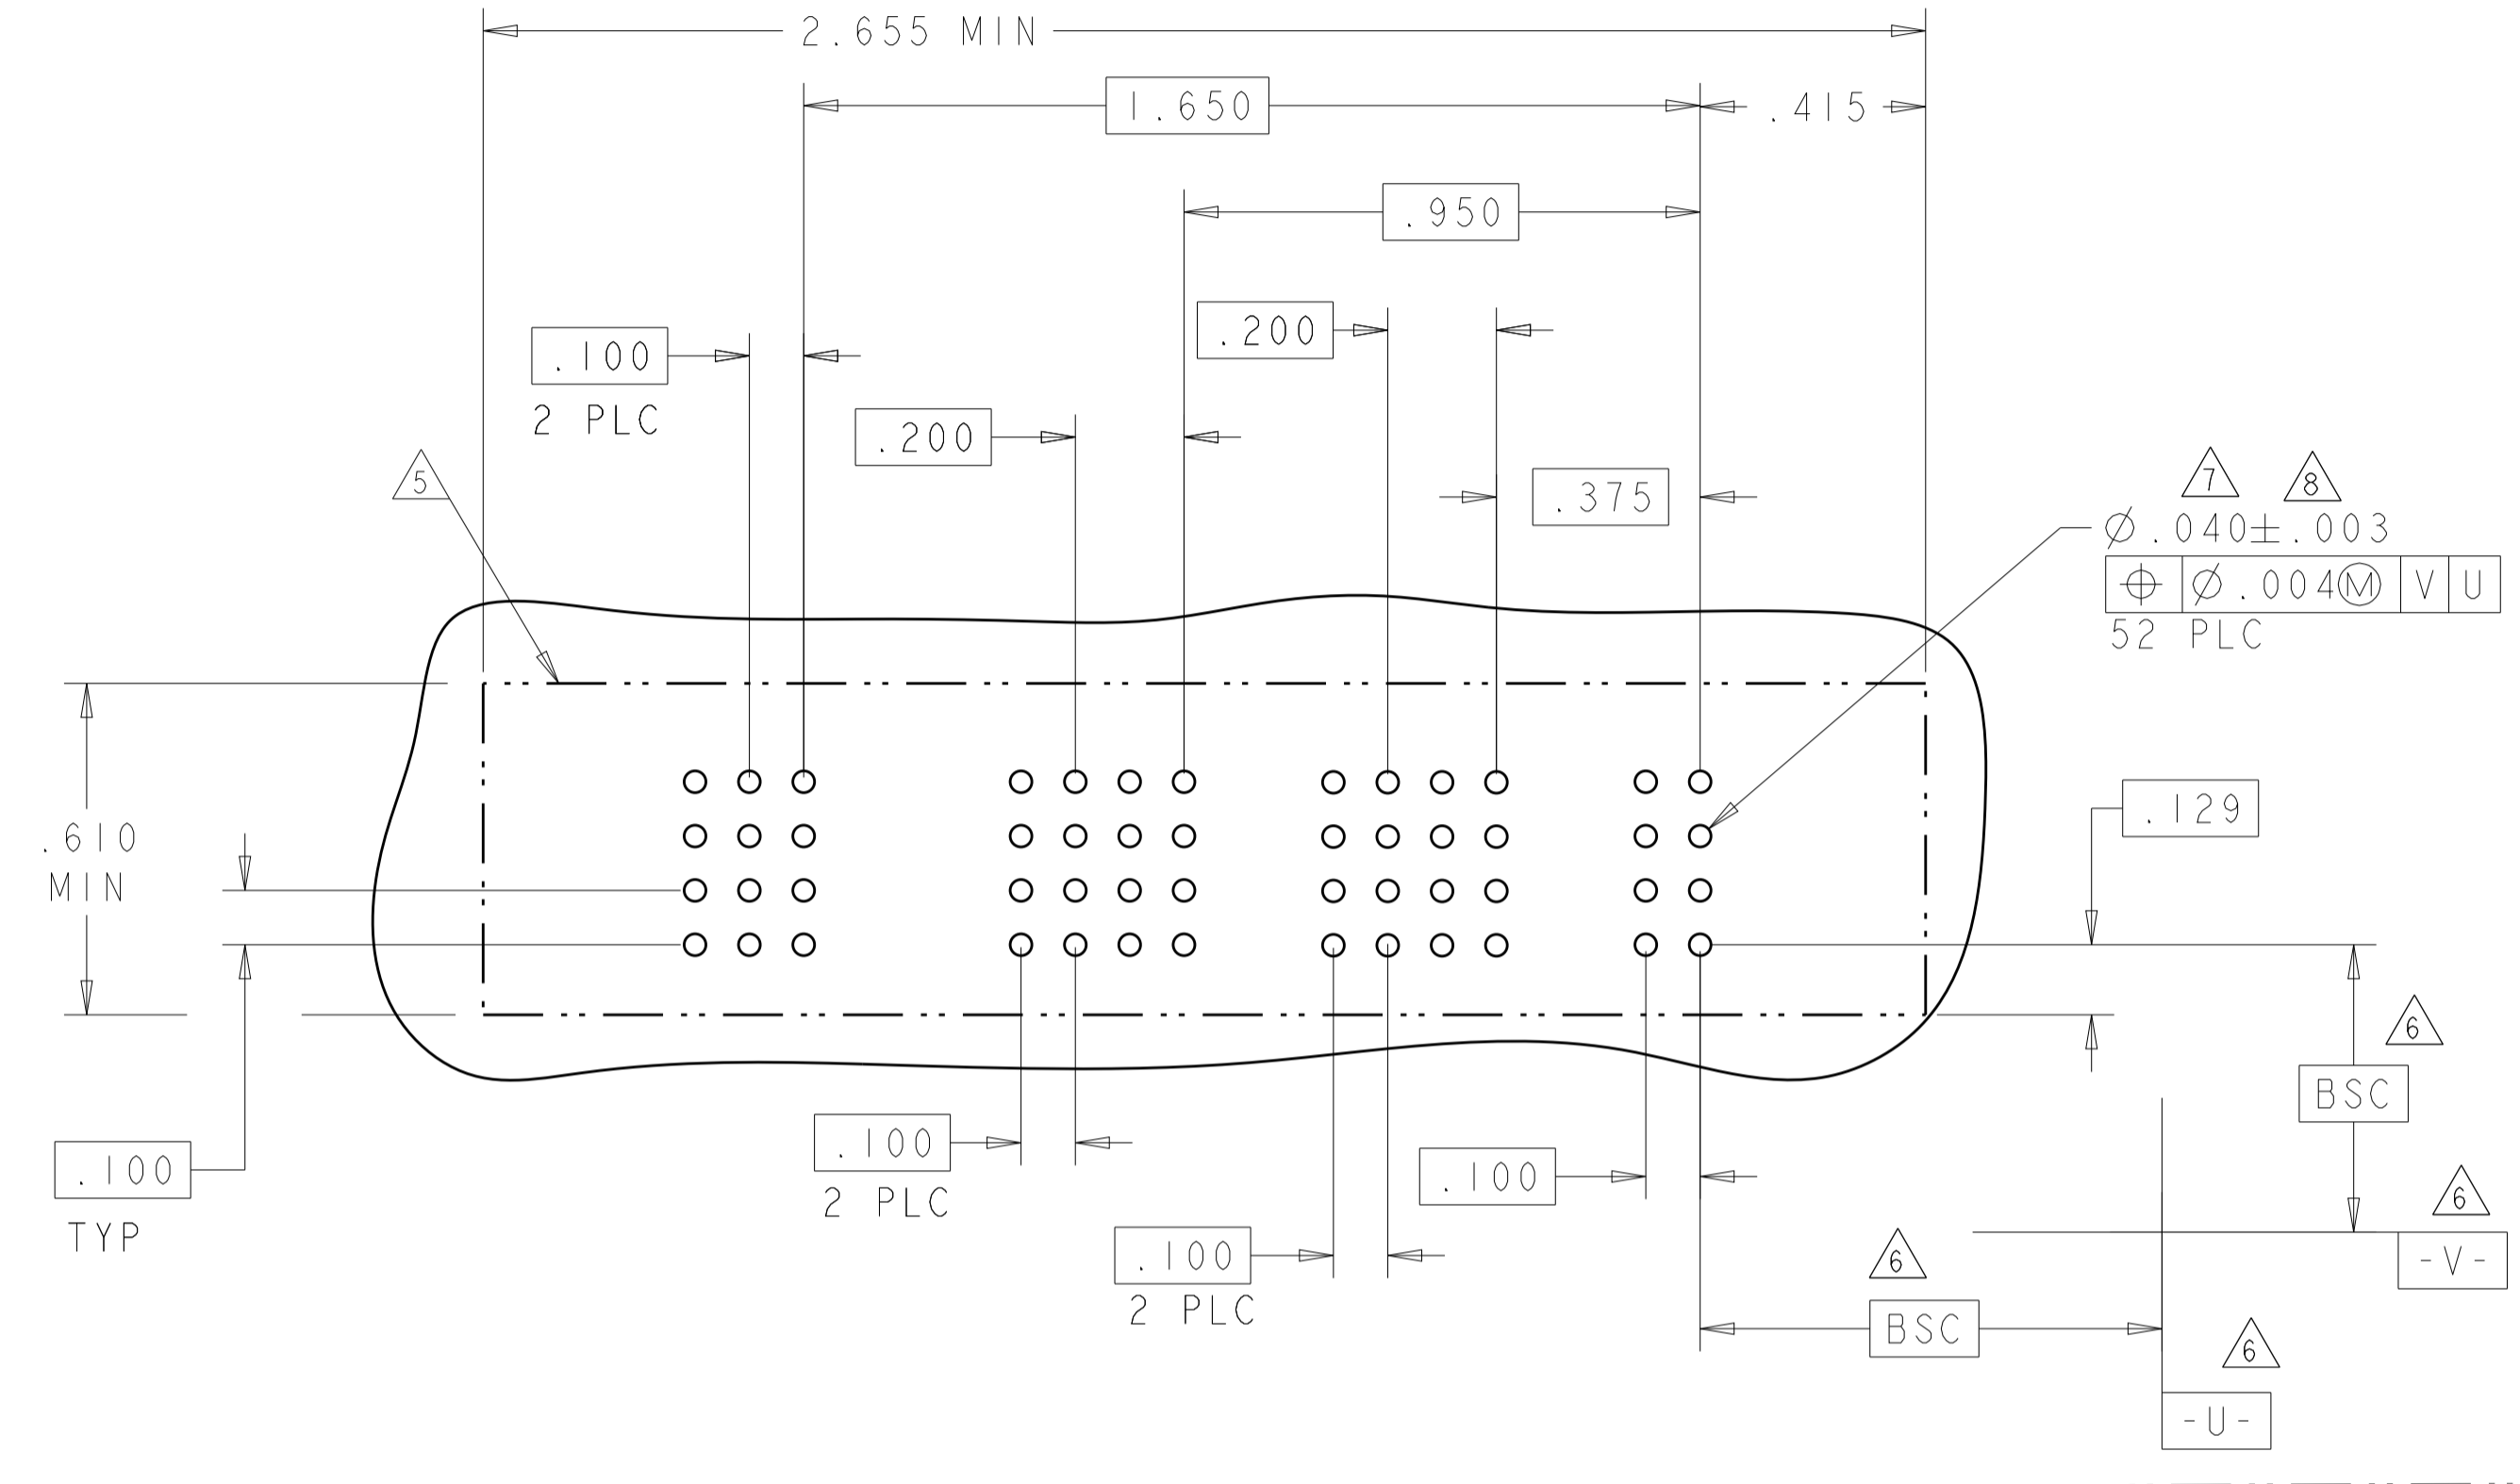 2.655 MIN
1.650
.415
.950
.200
.100
2 PLC
.200
5
.375
7 8
⌀.040±.003
⌖ ⌀.004Ⓜ V U
52 PLC
.610
MIN
.129
6
BSC
.100
TYP
.100
2 PLC
.100
.100
2 PLC
6
-V-
6
BSC
6
-U-